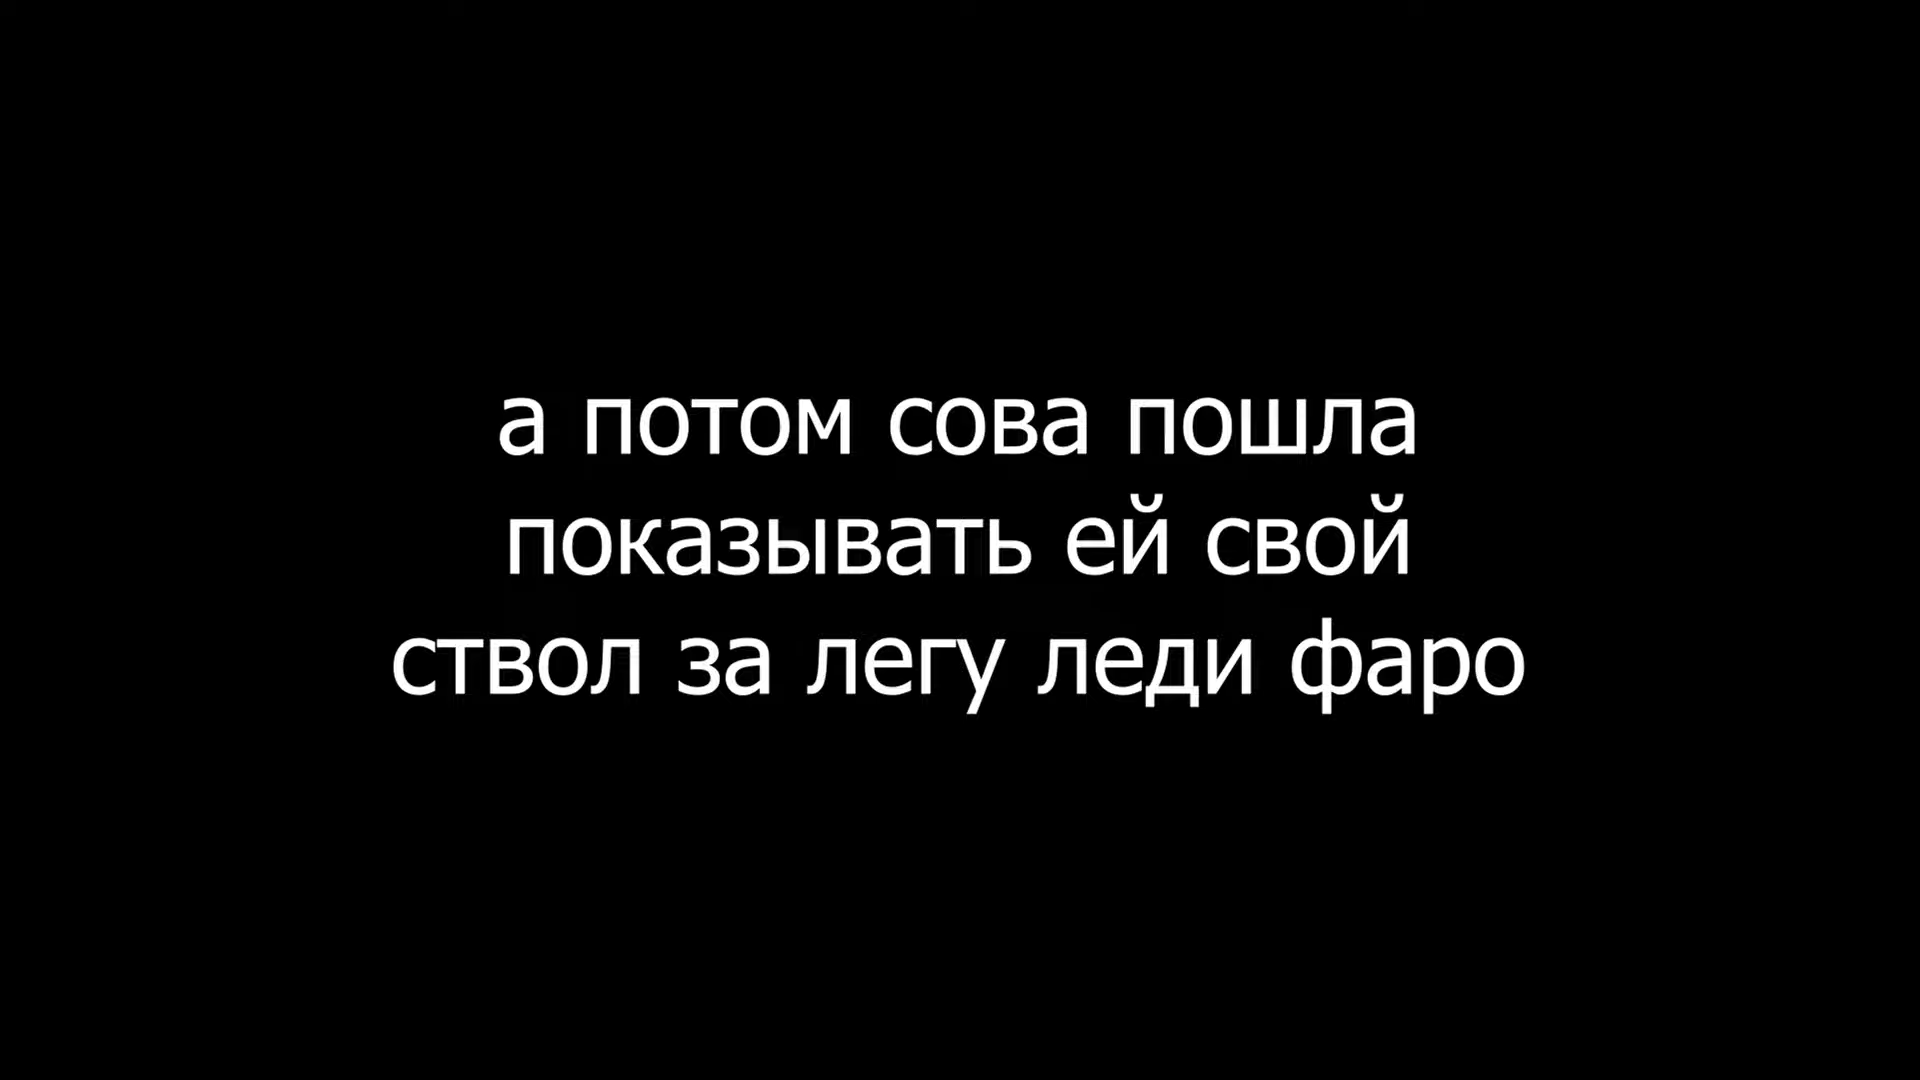 а потом сова пошла
показывать ей свой
ствол за легу леди фаро